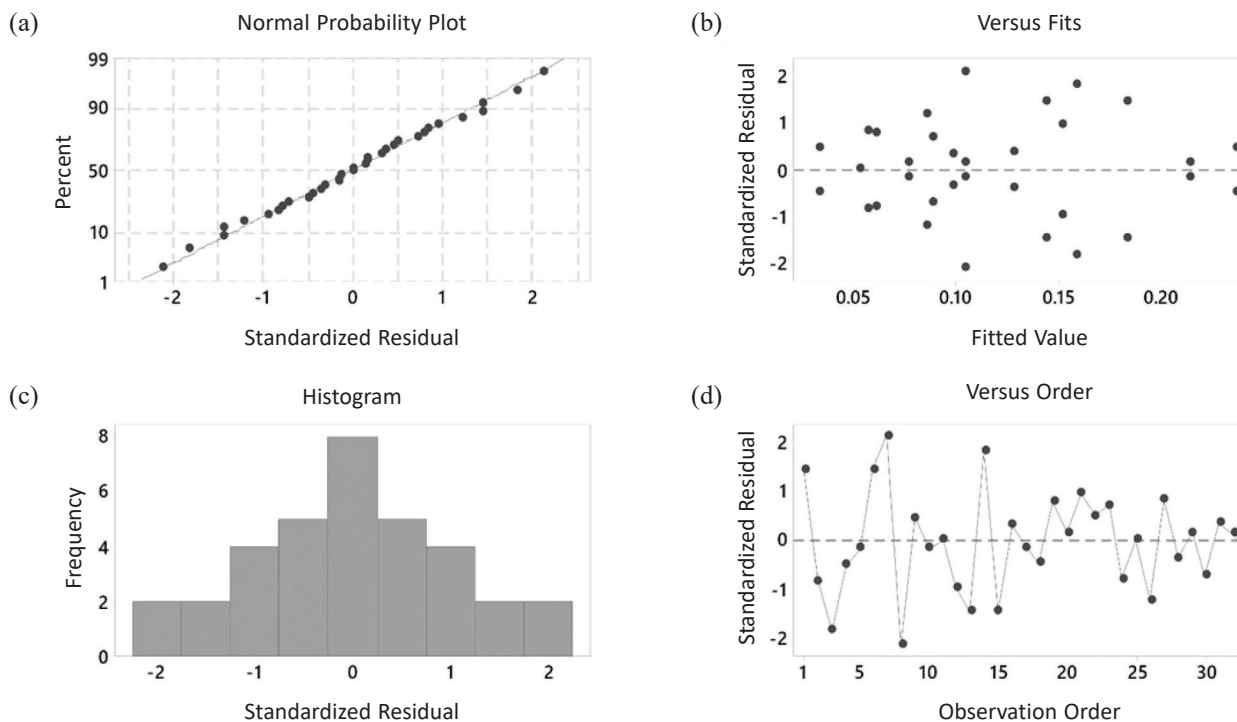 (a)
Normal Probability Plot
99
90
50
10
1
Percent
-2 -1 0 1 2
Standardized Residual
(b)
Versus Fits
2
1
0
-1
-2
Standardized Residual
0.05 0.10 0.15 0.20
Fitted Value
(c)
Histogram
8
6
4
2
0
Frequency
-2 -1 0 1 2
Standardized Residual
(d)
Versus Order
2
1
0
-1
-2
Standardized Residual
1 5 10 15 20 25 30
Observation Order